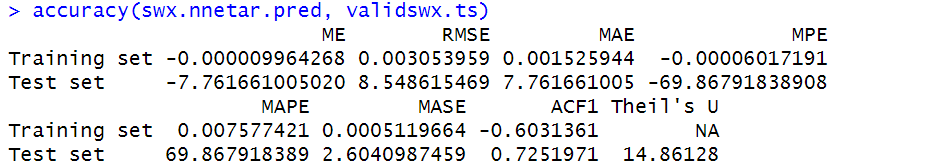 > accuracy(swx.nnetar.pred, validswx.ts)
ME RMSE MAE MPE
Training set -0.000009964268 0.003053959 0.001525944 -0.00006017191
Test set -7.761661005020 8.548615469 7.761661005 -69.86791838908
MAPE MASE ACF1 Theil's U
Training set 0.007577421 0.0005119664 -0.6031361 NA
Test set 69.867918389 2.6040987459 0.7251971 14.86128